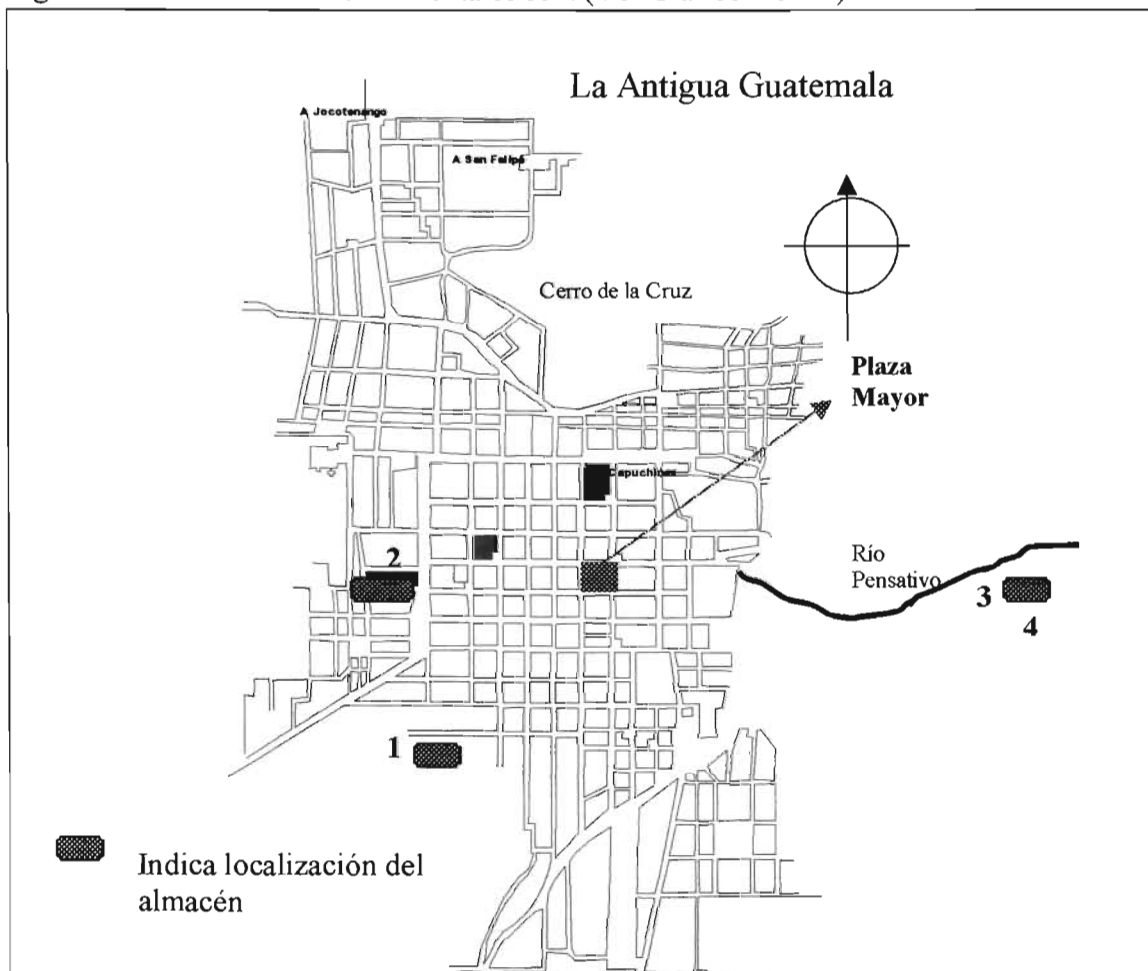 La Antigua Guatemala
A Jocotenango
A San Felipe
Cerro de la Cruz
Plaza
Mayor
Capuchinas
Río
Pensativo
2
3
4
1
Indica localización del
almacén